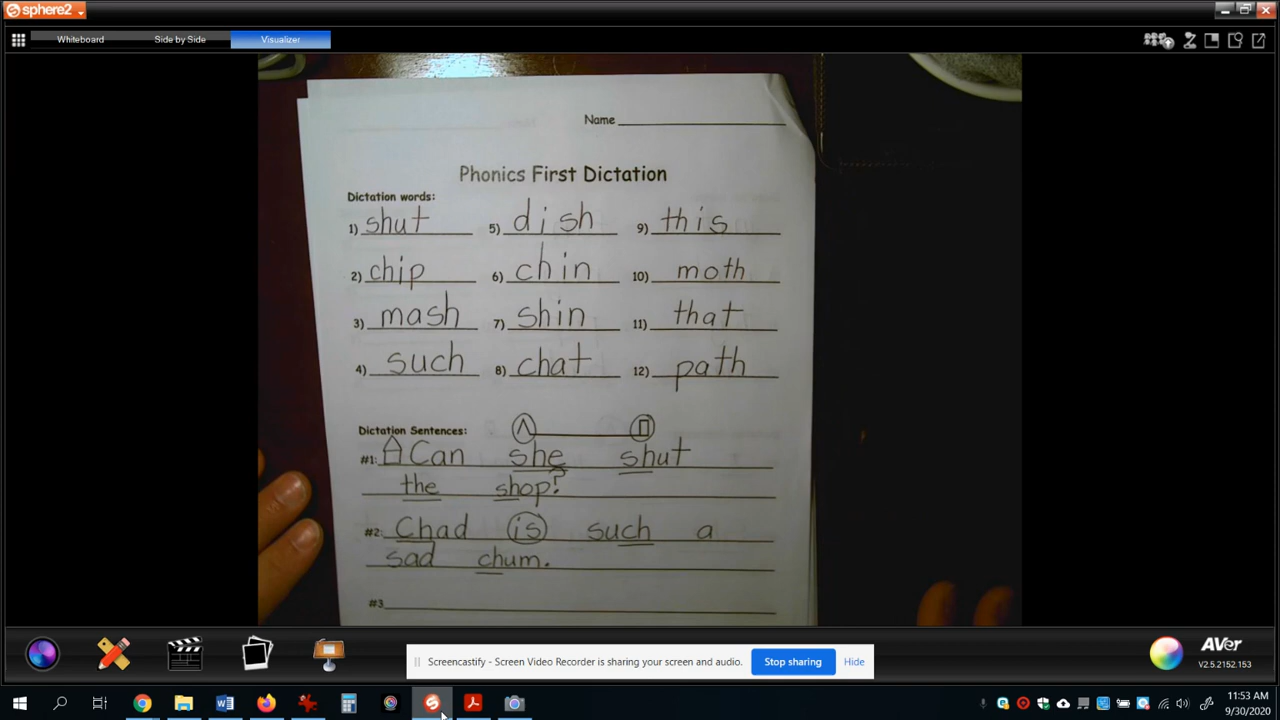 sphere2
Whiteboard Side by Side Visualizer
Name
Phonics First Dictation
Dictation words:
1) shut 5) dish 9) this
2) chip 6) chin 10) moth
3) mash 7) shin 11) that
4) such 8) chat 12) path
Dictation Sentences:
#1: Can she shut
the shop?
#2: Chad is such a
sad chum.
#3
Screencastify - Screen Video Recorder is sharing your screen and audio. Stop sharing Hide
AVer
V2.5.2152.153
11:53 AM
9/30/2020